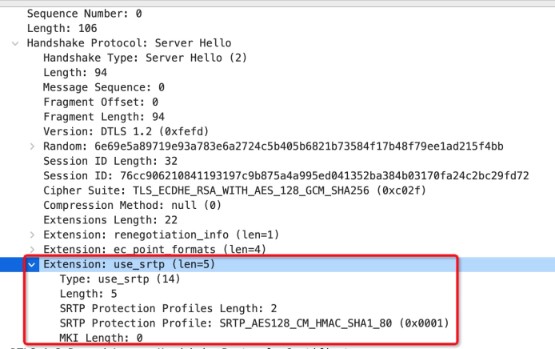 Sequence Number: 0
Length: 106
Handshake Protocol: Server Hello
Handshake Type: Server Hello (2)
Length: 94
Message Sequence: 0
Fragment Offset: 0
Fragment Length: 94
Version: DTLS 1.2 (0xfefd)
Random: 6e69e5a89719e93a783e6a2724c5b405b6821b73584f17b48f79ee1ad215f4bb
Session ID Length: 32
Session ID: 76cc906210841193197c9b875a4a995ed041352ba384b03170fa24c2bc29fd72
Cipher Suite: TLS_ECDHE_RSA_WITH_AES_128_GCM_SHA256 (0xc02f)
Compression Method: null (0)
Extensions Length: 22
Extension: renegotiation_info (len=1)
Extension: ec_point_formats (len=4)
Extension: use_srtp (len=5)
Type: use_srtp (14)
Length: 5
SRTP Protection Profiles Length: 2
SRTP Protection Profile: SRTP_AES128_CM_HMAC_SHA1_80 (0x0001)
MKI Length: 0